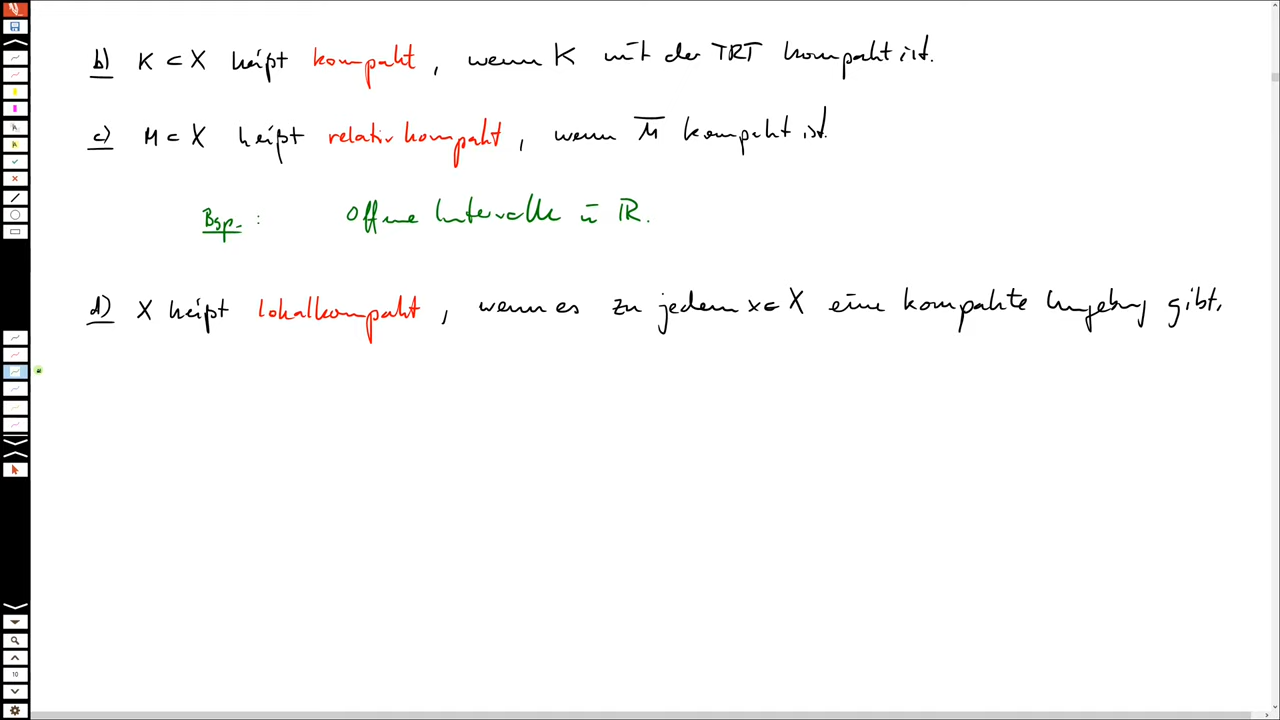 b) K ⊂ X heißt kompakt, wenn K mit der TRT kompakt ist.
c) M ⊂ X heißt relativ kompakt, wenn M̅ kompakt ist.
Bsp.: Offene Intervalle in ℝ.
d) X heißt lokalkompakt, wenn es zu jedem x ∈ X eine kompakte Umgebung gibt.
10